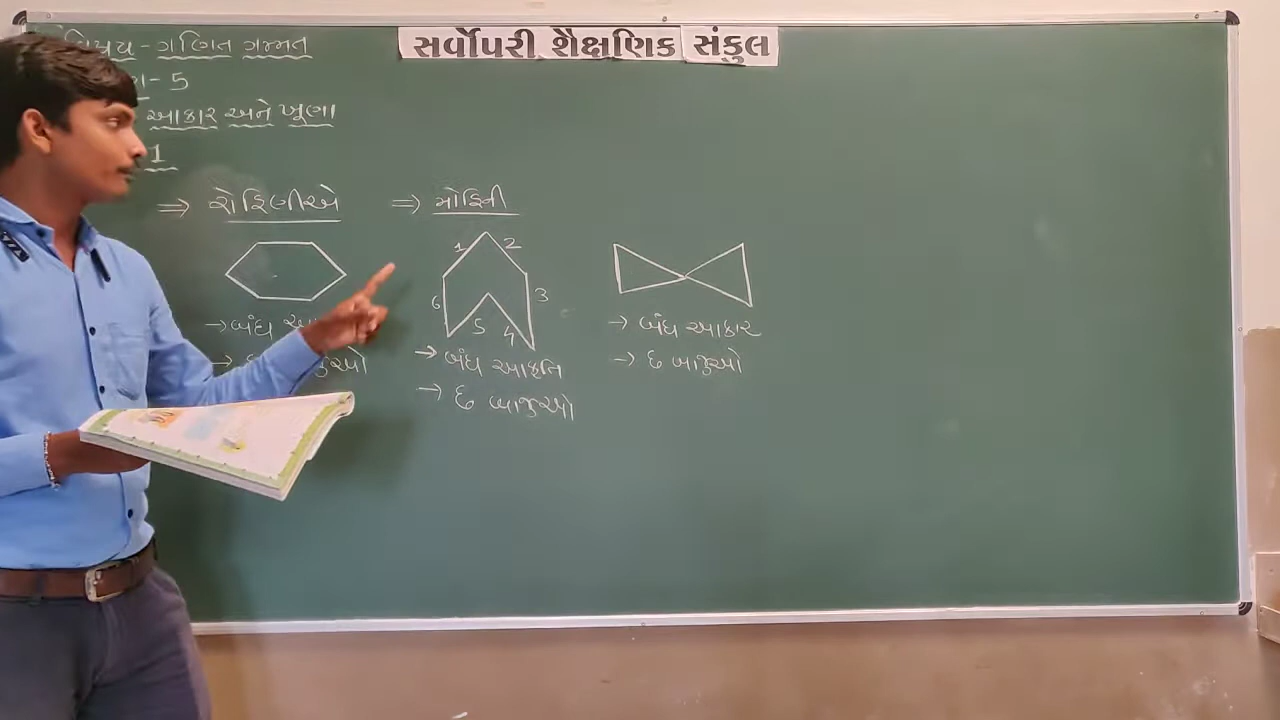 સર્વોપરી શૈક્ષણિક સંકુલ
વિષય - ગણિત ગમ્મત
- 5
આકાર અને ખૂણા
1
⇒ રોહિણીએ
⇒ મોહિની
1 2
3
4
5
6
→ બંધ
→ બંધ આકૃતિ
→ 6 બાજુઓ
→ બંધ આકાર
→ 6 બાજુઓ